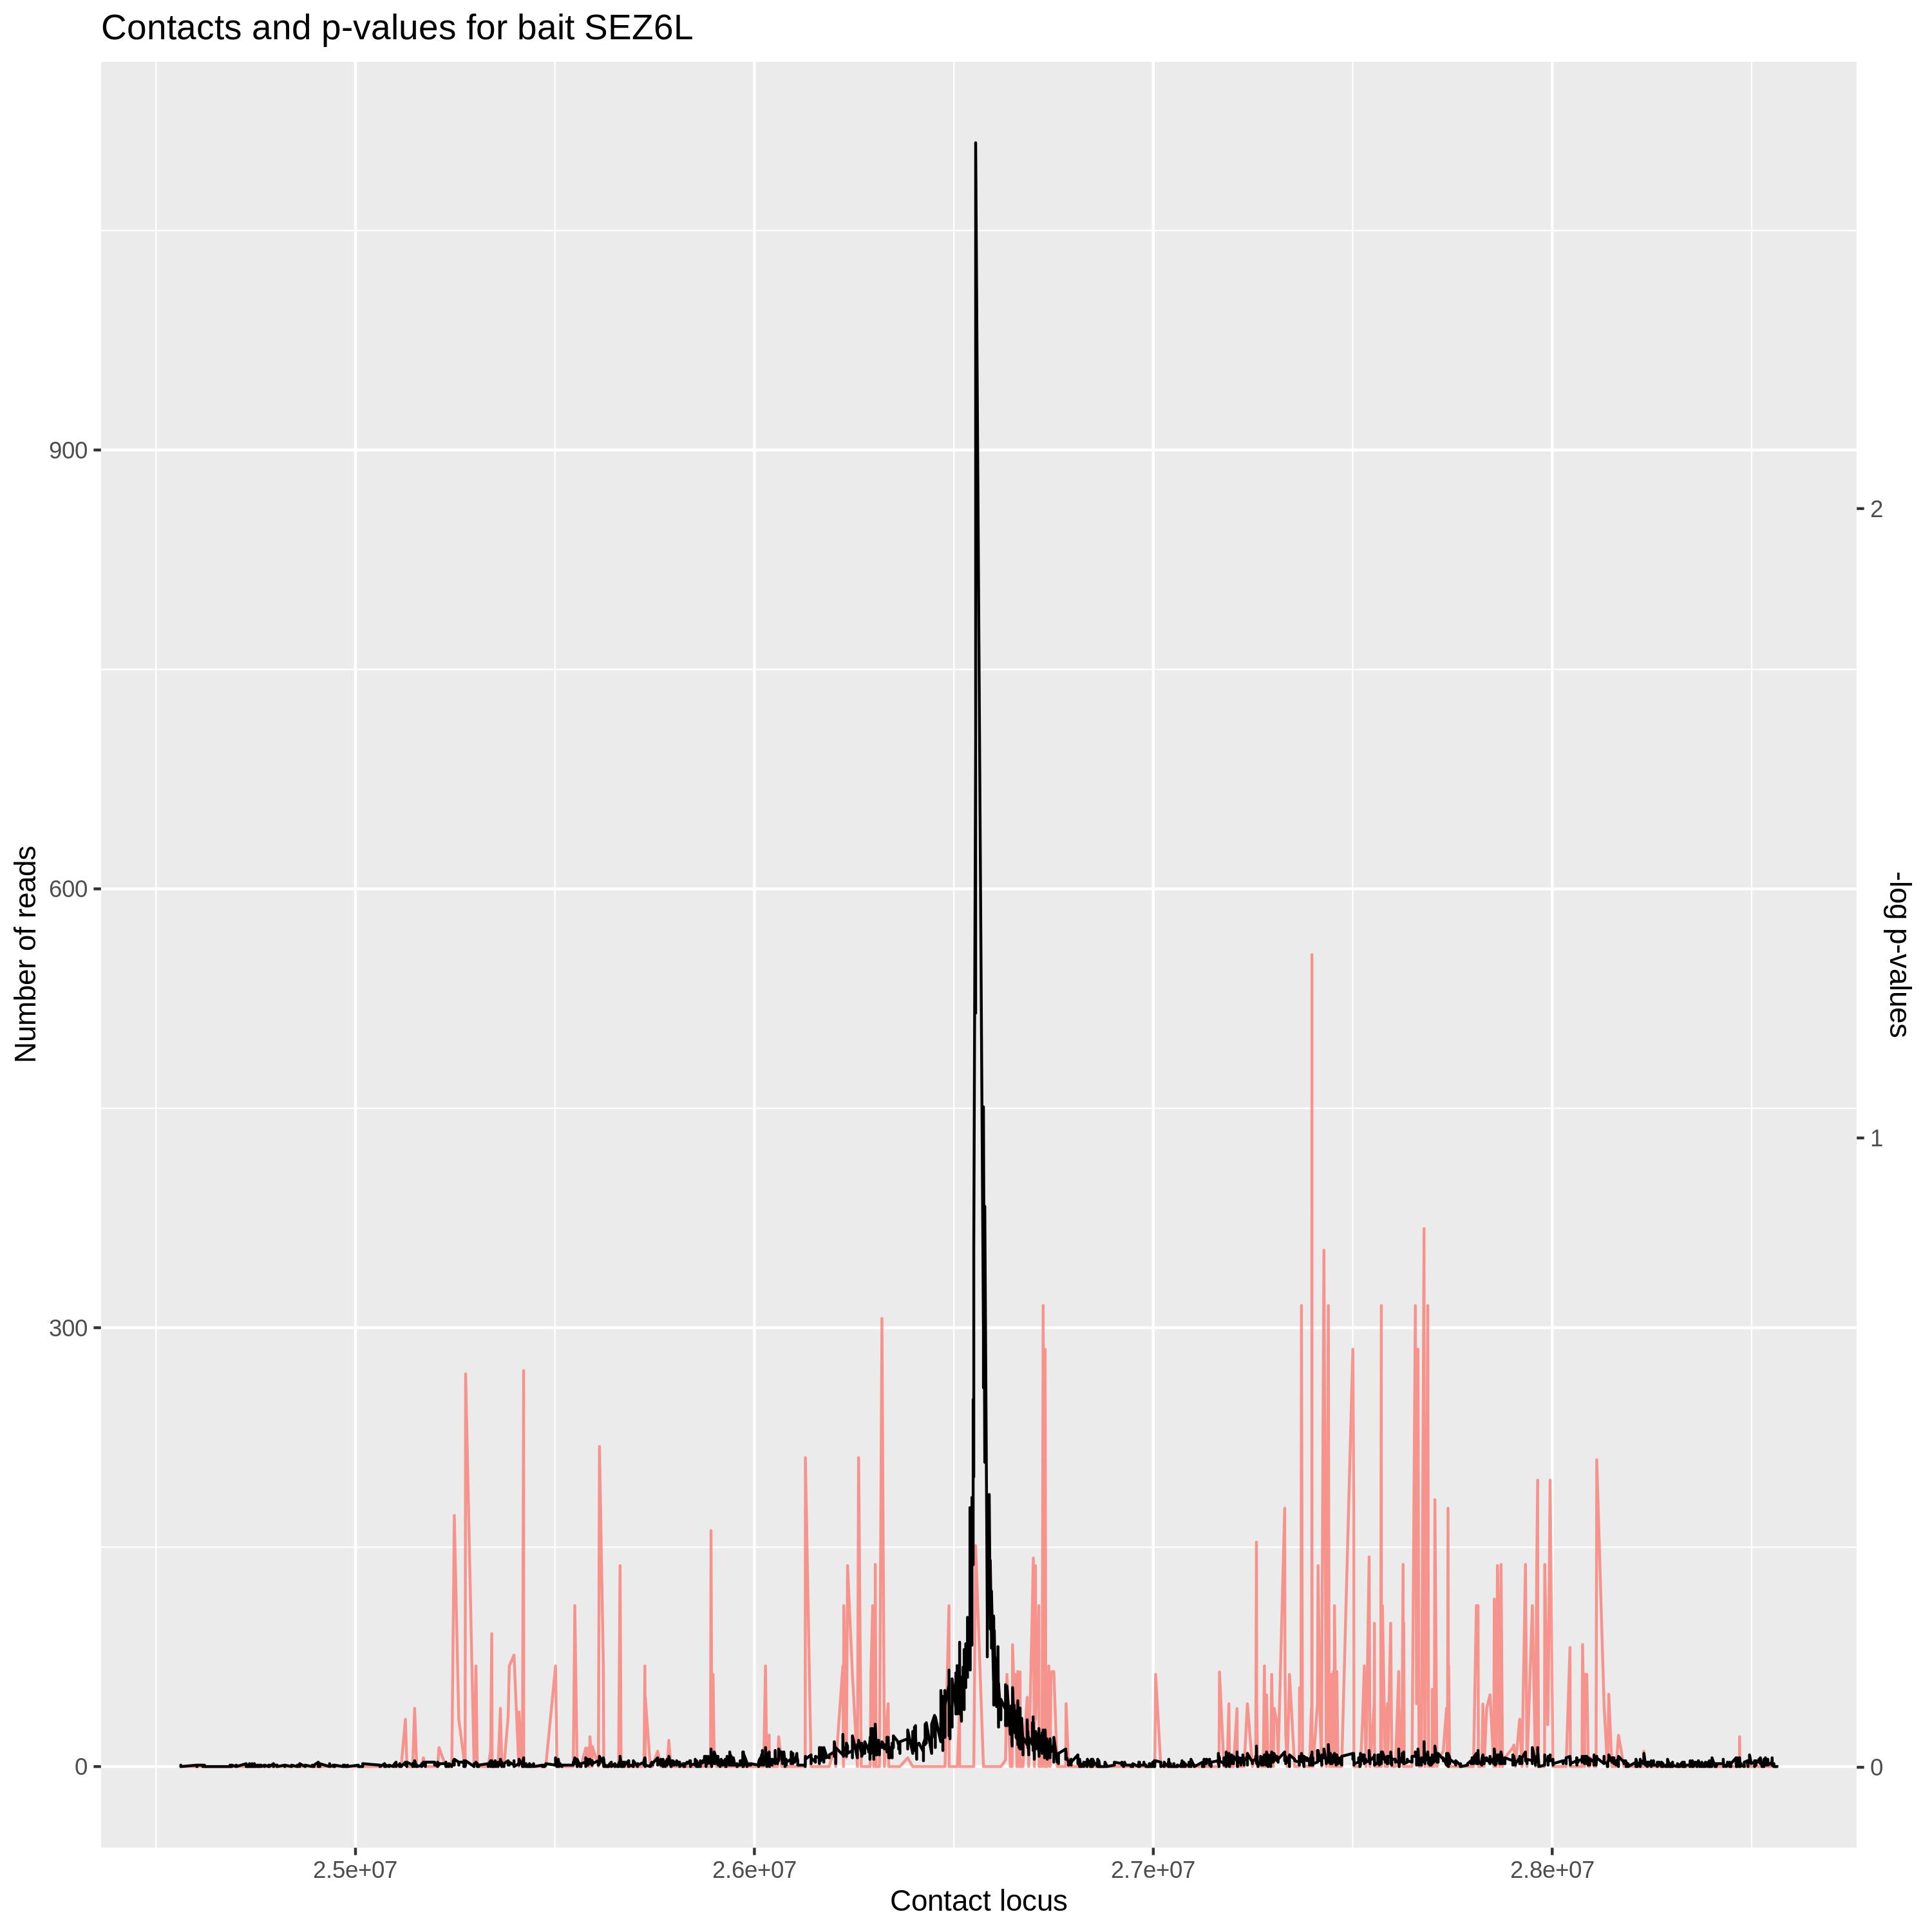 Contacts and p-values for bait SEZ6L
Number of reads
900
600
300
0
2
1
0
-log p-values
2.5e+07
2.6e+07
2.7e+07
2.8e+07
Contact locus